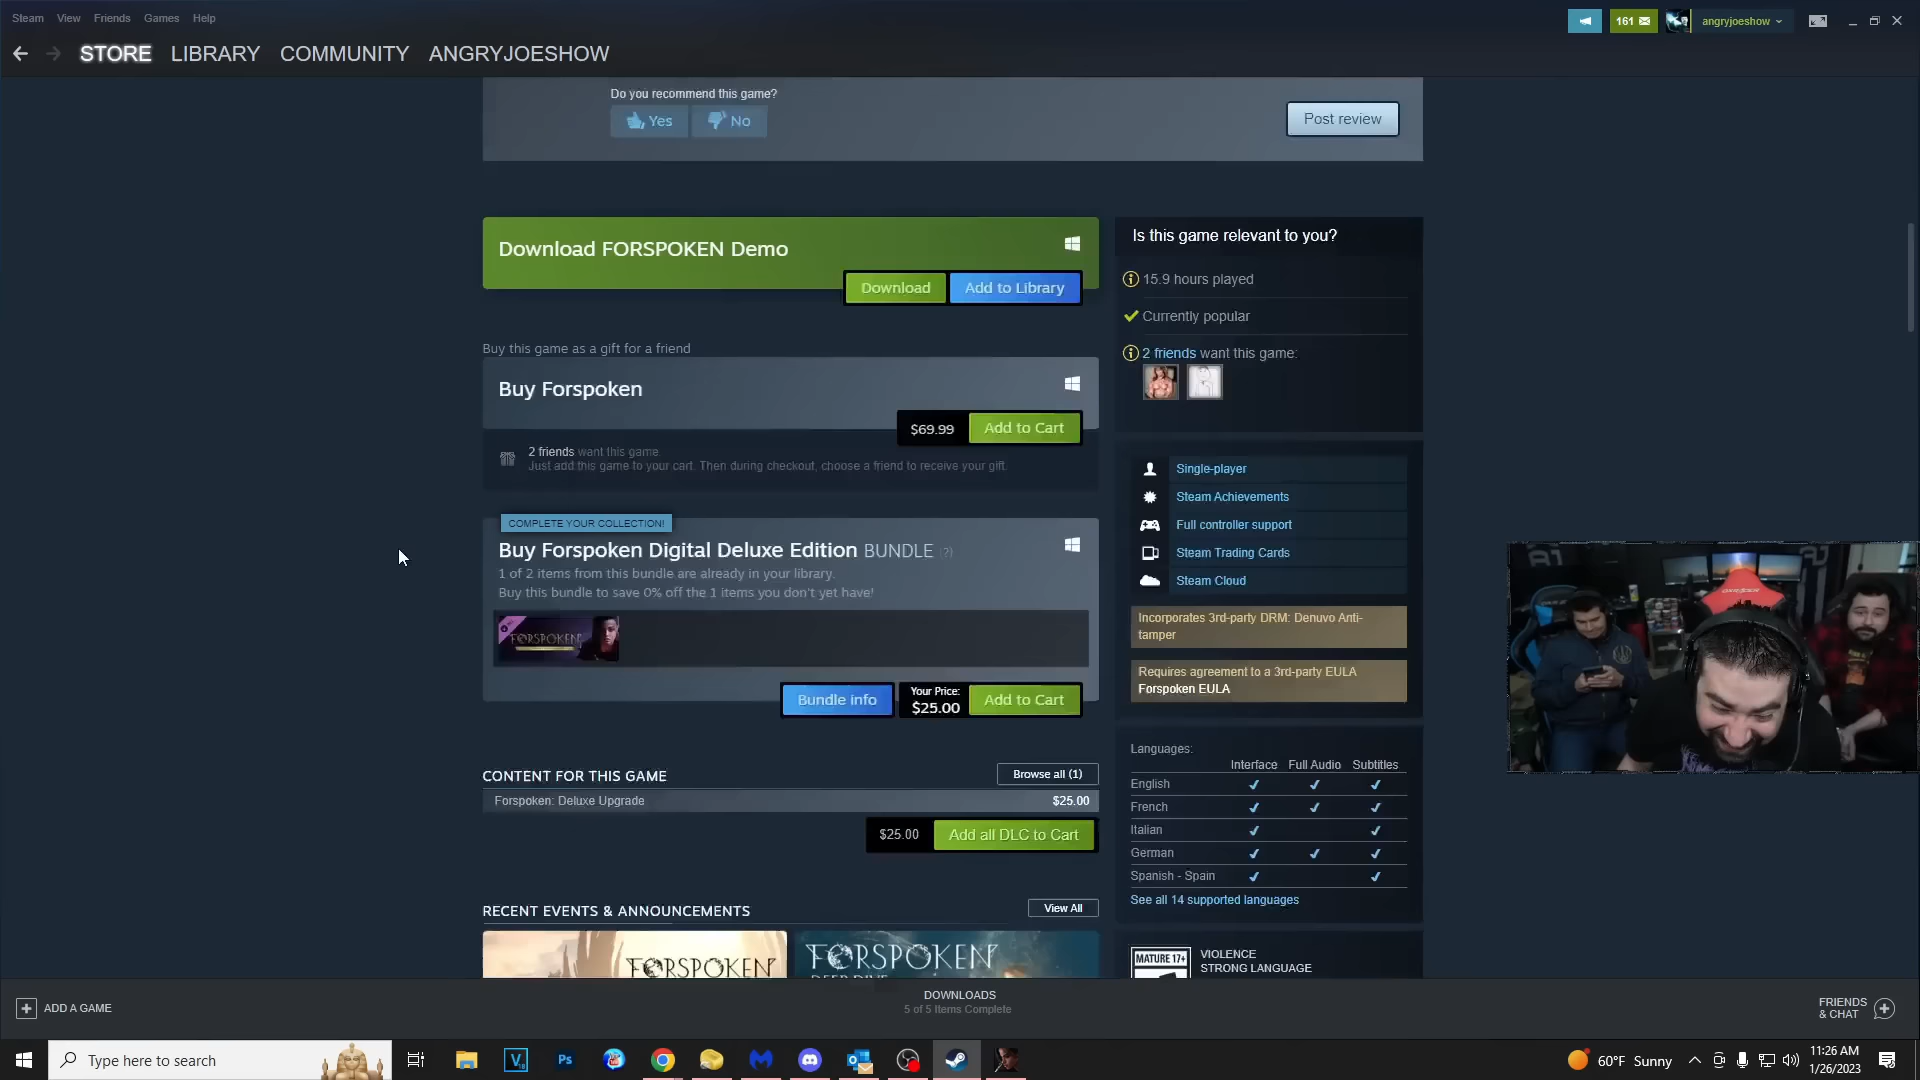 Steam View Friends Games Help
161
angryjoeshow
STORE LIBRARY COMMUNITY ANGRYJOESHOW
Do you recommend this game?
Yes No
Post review
Download FORSPOKEN Demo
Download Add to Library
Buy this game as a gift for a friend
Buy Forspoken
$69.99 Add to Cart
2 friends want this game.
Just add this game to your cart. Then during checkout, choose a friend to receive your gift.
COMPLETE YOUR COLLECTION!
Buy Forspoken Digital Deluxe Edition BUNDLE (?)
1 of 2 items from this bundle are already in your library.
Buy this bundle to save 0% off the 1 items you don't yet have!
FORSPOKEN
Bundle info
Your Price:
$25.00
Add to Cart
CONTENT FOR THIS GAME
Browse all (1)
Forspoken: Deluxe Upgrade $25.00
$25.00 Add all DLC to Cart
RECENT EVENTS & ANNOUNCEMENTS
View All
FORSPOKEN
FORSPOKEN
DEEP DIVE
Is this game relevant to you?
15.9 hours played
Currently popular
2 friends want this game:
Single-player
Steam Achievements
Full controller support
Steam Trading Cards
Steam Cloud
Incorporates 3rd-party DRM: Denuvo Anti-
tamper
Requires agreement to a 3rd-party EULA
Forspoken EULA
Languages:
Interface Full Audio Subtitles
English ✔ ✔ ✔
French ✔ ✔ ✔
Italian ✔ ✔
German ✔ ✔ ✔
Spanish - Spain ✔ ✔
See all 14 supported languages
MATURE 17+
VIOLENCE
STRONG LANGUAGE
ADD A GAME
DOWNLOADS
5 of 5 Items Complete
FRIENDS
& CHAT
Type here to search
Ps
60°F Sunny
11:26 AM
1/26/2023